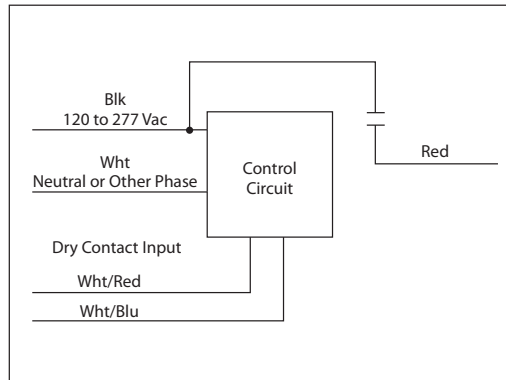 Blk
120 to 277 Vac
Wht
Neutral or Other Phase
Control
Circuit
Red
Dry Contact Input
Wht/Red
Wht/Blu